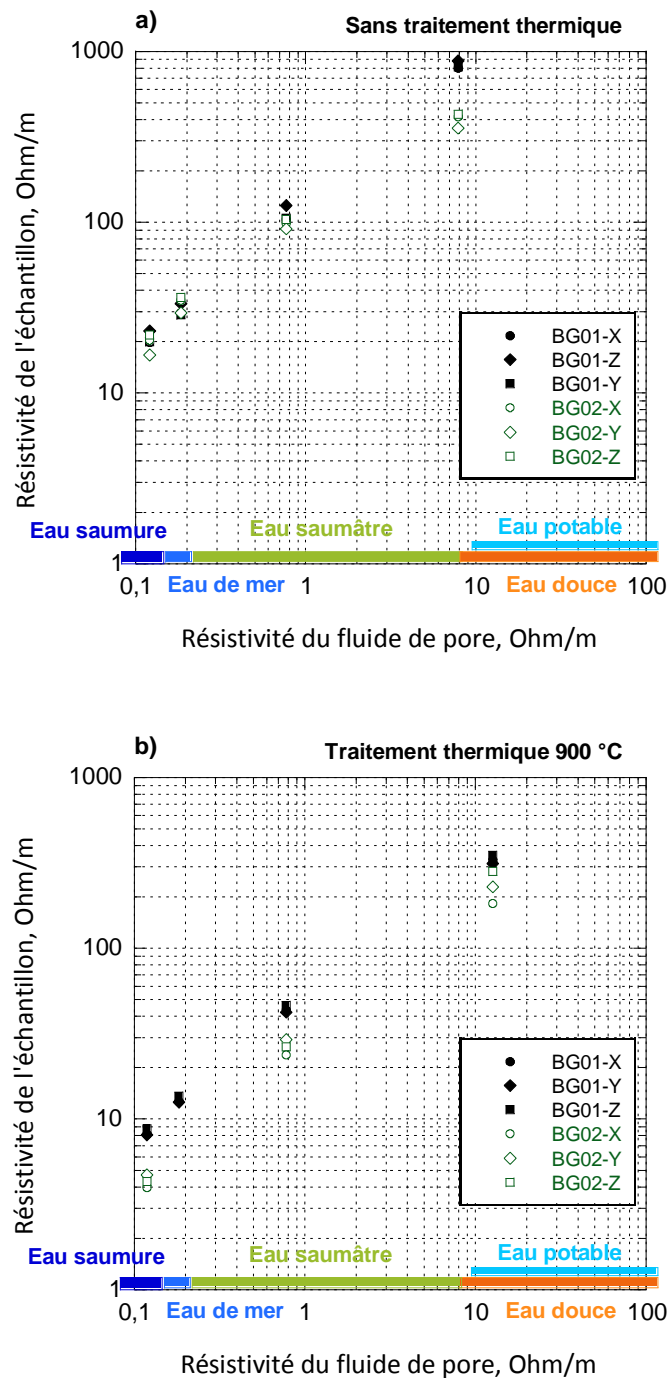 a)
Sans traitement thermique
1000
100
10
1
Résistivité de l'échantillon, Ohm/m
BG01-X
BG01-Z
BG01-Y
BG02-X
BG02-Y
BG02-Z
Eau saumure
Eau saumâtre
Eau potable
Eau de mer
Eau douce
0,1
1
10
100
Résistivité du fluide de pore, Ohm/m
b)
Traitement thermique 900 °C
1000
100
10
1
Résistivité de l'échantillon, Ohm/m
BG01-X
BG01-Y
BG01-Z
BG02-X
BG02-Y
BG02-Z
Eau saumure
Eau saumâtre
Eau potable
Eau de mer
Eau douce
0,1
1
10
100
Résistivité du fluide de pore, Ohm/m